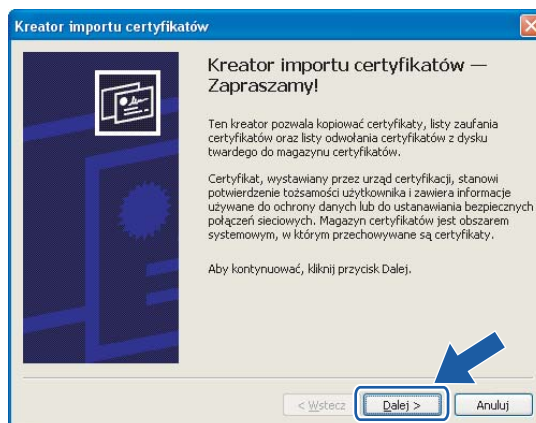 Kreator importu certyfikatów
Kreator importu certyfikatów —
Zapraszamy!
Ten kreator pozwala kopiować certyfikaty, listy zaufania
certyfikatów oraz listy odwołania certyfikatów z dysku
twardego do magazynu certyfikatów.
Certyfikat, wystawiany przez urząd certyfikacji, stanowi
potwierdzenie tożsamości użytkownika i zawiera informacje
używane do ochrony danych lub do ustanawiania bezpiecznych
połączeń sieciowych. Magazyn certyfikatów jest obszarem
systemowym, w którym przechowywane są certyfikaty.
Aby kontynuować, kliknij przycisk Dalej.
< Wstecz Dalej > Anuluj